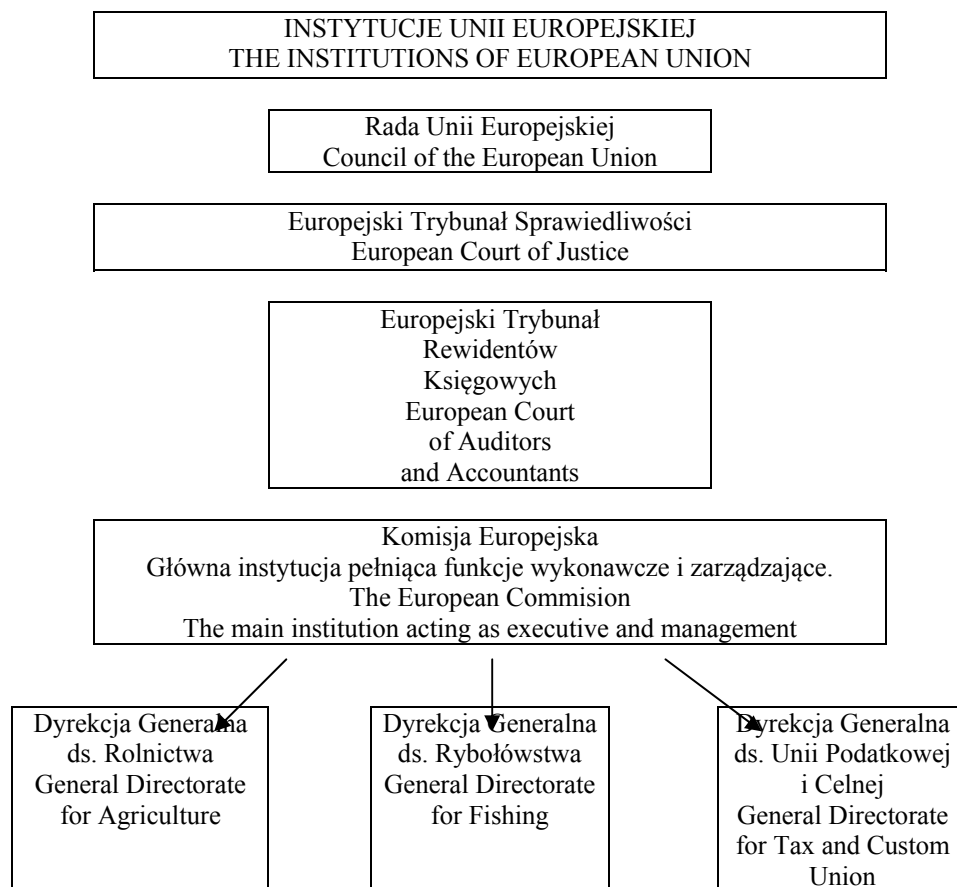 INSTYTUCJE UNII EUROPEJSKIEJ
THE INSTITUTIONS OF EUROPEAN UNION
Rada Unii Europejskiej
Council of the European Union
Europejski Trybunał Sprawiedliwości
European Court of Justice
Europejski Trybunał
Rewidentów
Księgowych
European Court
of Auditors
and Accountants
Komisja Europejska
Główna instytucja pełniąca funkcje wykonawcze i zarządzające.
The European Commision
The main institution acting as executive and management
Dyrekcja Generalna
ds. Rolnictwa
General Directorate
for Agriculture
Dyrekcja Generalna
ds. Rybołówstwa
General Directorate
for Fishing
Dyrekcja Generalna
ds. Unii Podatkowej
i Celnej
General Directorate
for Tax and Custom
Union